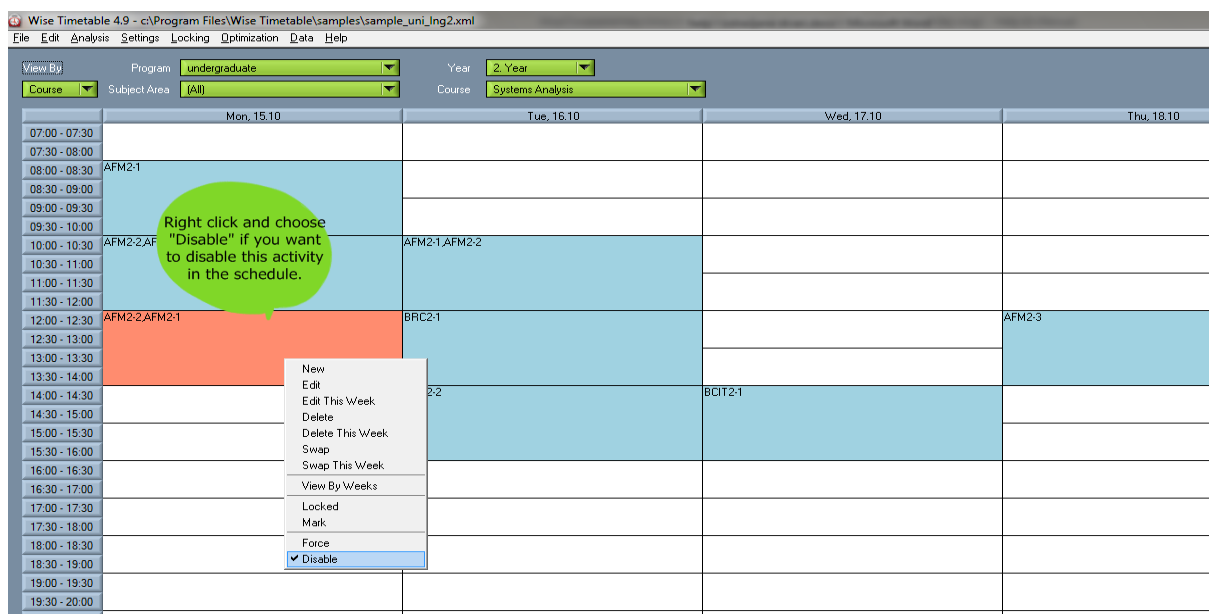 Wise Timetable 4.9 - c:\Program Files\Wise Timetable\samples\sample_uni_lng2.xml
File Edit Analysis Settings Locking Optimization Data Help
View By Program undergraduate Year 2. Year
Course Subject Area (All) Course Systems Analysis
Mon, 15.10 Tue, 16.10 Wed, 17.10 Thu, 18.10
07:00 - 07:30
07:30 - 08:00
08:00 - 08:30 AFM2-1
08:30 - 09:00
09:00 - 09:30
09:30 - 10:00
Right click and choose
"Disable" if you want
to disable this activity
in the schedule.
10:00 - 10:30 AFM2-2,AF AFM2-1,AFM2-2
10:30 - 11:00
11:00 - 11:30
11:30 - 12:00
12:00 - 12:30 AFM2-2,AFM2-1 BRC2-1 AFM2-3
12:30 - 13:00
13:00 - 13:30
13:30 - 14:00
14:00 - 14:30 2-2 BCIT2-1
14:30 - 15:00
15:00 - 15:30
15:30 - 16:00
16:00 - 16:30
16:30 - 17:00
17:00 - 17:30
17:30 - 18:00
18:00 - 18:30
18:30 - 19:00
19:00 - 19:30
19:30 - 20:00
New
Edit
Edit This Week
Delete
Delete This Week
Swap
Swap This Week
View By Weeks
Locked
Mark
Force
Disable